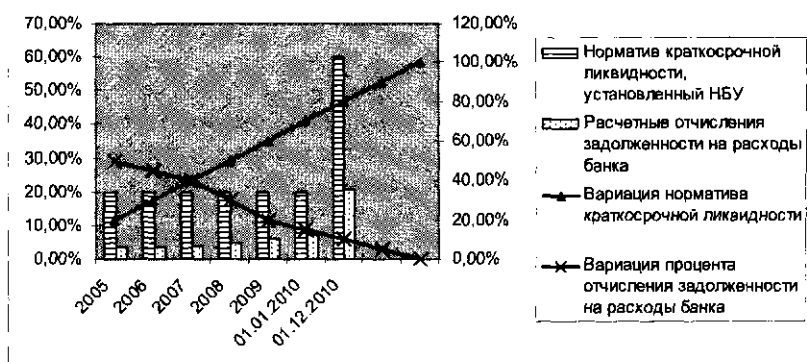 70,00%
60,00%
50,00%
40,00%
30,00%
20,00%
10,00%
0,00%
120,00%
100,00%
80,00%
60,00%
40,00%
20,00%
0,00%
2005
2006
2007
2008
2009
01.01.2010
01.12.2010
Норматив краткосрочной
ликвидности,
установленный НБУ
Расчетные отчисления
задолженности на расходы
банка
Вариация норматива
краткосрочной ликвидности
Вариация процента
отчисления задолженности
на расходы банка